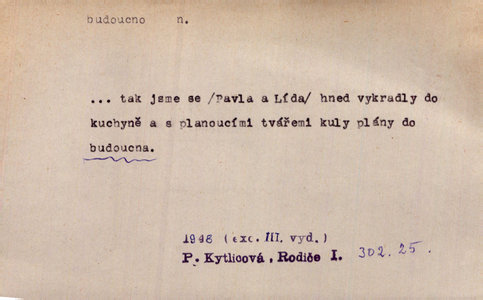 budoucno n.
... tak jsme se /Pavla a Lída/ hned vykradly do
kuchyně a s planoucími tvářemi kuly plány do
budoucna.
1948 (exc. III. vyd.)
P. Kytlicová, Rodiče I. 302.25.